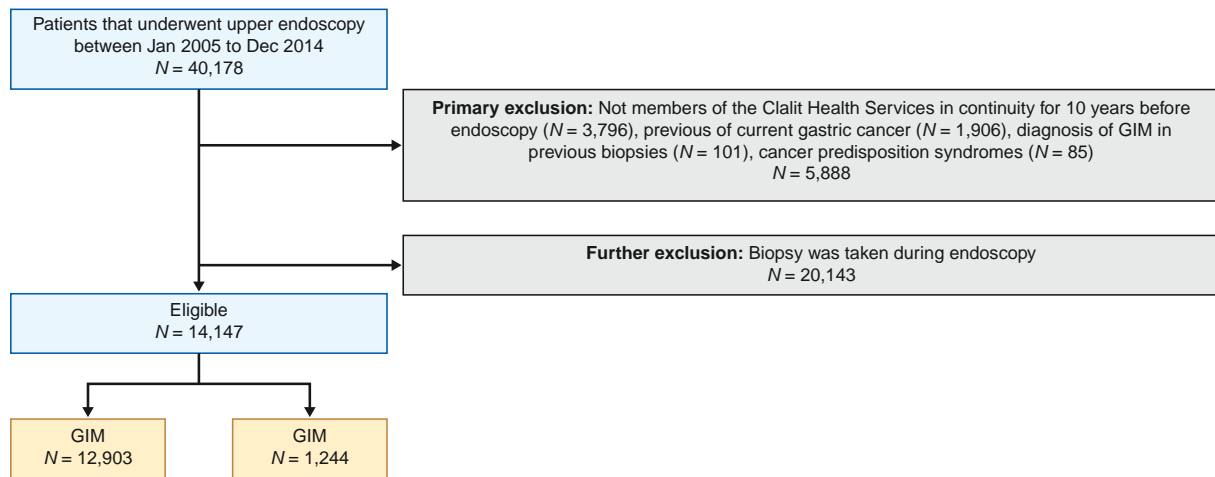 Patients that underwent upper endoscopy
between Jan 2005 to Dec 2014
N = 40,178
Primary exclusion: Not members of the Clalit Health Services in continuity for 10 years before
endoscopy (N = 3,796), previous of current gastric cancer (N = 1,906), diagnosis of GIM in
previous biopsies (N = 101), cancer predisposition syndromes (N = 85)
N = 5,888
Further exclusion: Biopsy was taken during endoscopy
N = 20,143
Eligible
N = 14,147
GIM
N = 12,903
GIM
N = 1,244